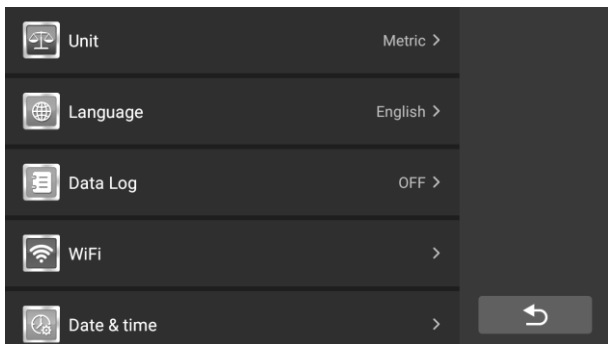 Unit
Metric >
Language
English >
Data Log
OFF >
WiFi
>
Date & time
>